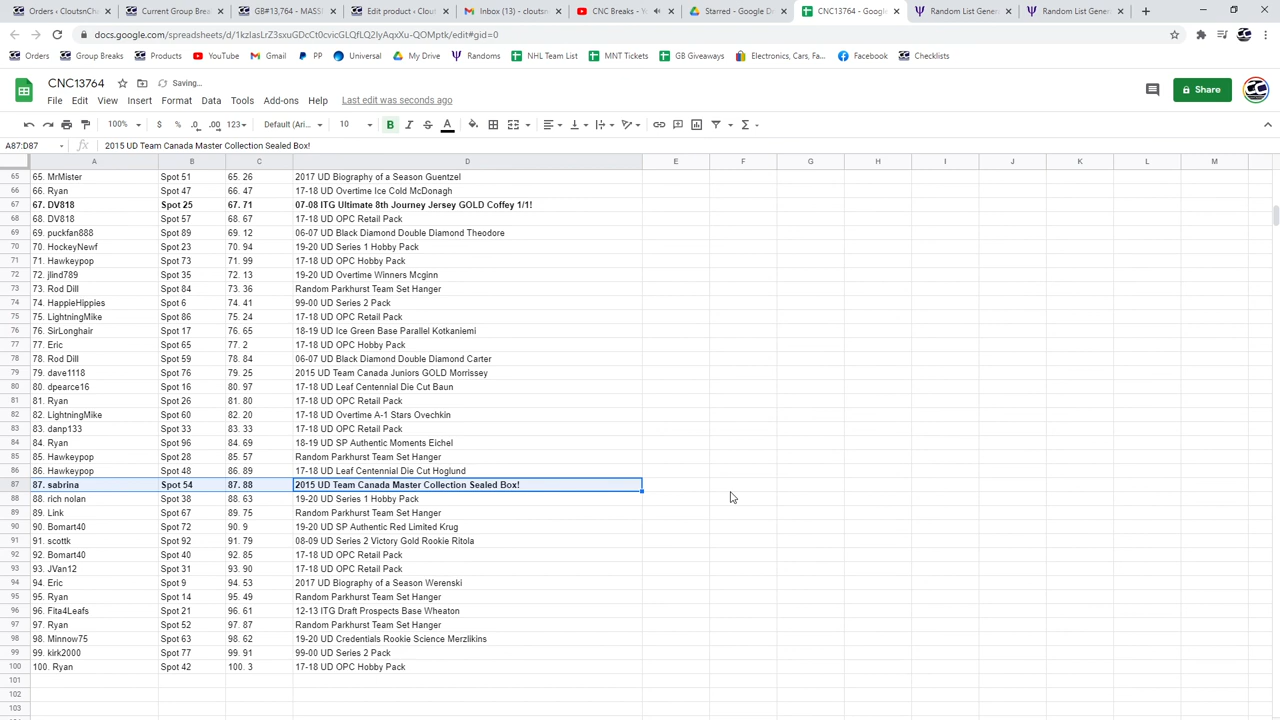 Orders ‹ CloutsnCh
Current Group Brea
GB#13,764 - MASSI
Edit product ‹ Clout
Inbox (13) - cloutsn
CNC Breaks -
Starred - Google D
CNC13764 - Google
Random List Gener
Random List Gener
docs.google.com/spreadsheets/d/
Orders
Group Breaks
Products
YouTube
Gmail
PP
Universal
My Drive
Randoms
NHL Team List
MNT Tickets
GB Giveaways
Electronics, Cars, Fa...
Facebook
Checklists
CNC13764
Saving...
File Edit View Insert Format Data Tools Add-ons Help Last edit was seconds ago
Share
100% $ % .0 .00 123 Default (Ari... 10 B I S A
A87:D87 fx 2015 UD Team Canada Master Collection Sealed Box!
A B C D E F G H I J K L M
65 65. MrMister Spot 51 65. 26 2017 UD Biography of a Season Guentzel
66 66. Ryan Spot 47 66. 47 17-18 UD Overtime Ice Cold McDonagh
67 67. DV818 Spot 25 67. 71 07-08 ITG Ultimate 8th Journey Jersey GOLD Coffey 1/1!
68 68. DV818 Spot 57 68. 67 17-18 UD OPC Retail Pack
69 69. puckfan888 Spot 89 69. 12 06-07 UD Black Diamond Double Diamond Theodore
70 70. HockeyNewf Spot 23 70. 94 19-20 UD Series 1 Hobby Pack
71 71. Hawkeypop Spot 73 71. 99 17-18 UD OPC Hobby Pack
72 72. jlind789 Spot 35 72. 13 19-20 UD Overtime Winners Mcginn
73 73. Rod Dill Spot 84 73. 36 Random Parkhurst Team Set Hanger
74 74. HappieHippies Spot 6 74. 41 99-00 UD Series 2 Pack
75 75. LightningMike Spot 86 75. 24 17-18 UD OPC Retail Pack
76 76. SirLonghair Spot 17 76. 65 18-19 UD Ice Green Base Parallel Kotkaniemi
77 77. Eric Spot 65 77. 2 17-18 UD OPC Hobby Pack
78 78. Rod Dill Spot 59 78. 84 06-07 UD Black Diamond Double Diamond Carter
79 79. dave1118 Spot 76 79. 25 2015 UD Team Canada Juniors GOLD Morrissey
80 80. dpearce16 Spot 16 80. 97 17-18 UD Leaf Centennial Die Cut Baun
81 81. Ryan Spot 26 81. 80 17-18 UD OPC Retail Pack
82 82. LightningMike Spot 60 82. 20 17-18 UD Overtime A-1 Stars Ovechkin
83 83. danp133 Spot 33 83. 33 17-18 UD OPC Retail Pack
84 84. Ryan Spot 96 84. 69 18-19 UD SP Authentic Moments Eichel
85 85. Hawkeypop Spot 28 85. 57 Random Parkhurst Team Set Hanger
86 86. Hawkeypop Spot 48 86. 89 17-18 UD Leaf Centennial Die Cut Hoglund
87 87. sabrina Spot 54 87. 88 2015 UD Team Canada Master Collection Sealed Box!
88 88. rich nolan Spot 38 88. 63 19-20 UD Series 1 Hobby Pack
89 89. Link Spot 67 89. 75 Random Parkhurst Team Set Hanger
90 90. Bomart40 Spot 72 90. 9 19-20 UD SP Authentic Red Limited Krug
91 91. scottk Spot 92 91. 79 08-09 UD Series 2 Victory Gold Rookie Ritola
92 92. Bomart40 Spot 40 92. 85 17-18 UD OPC Retail Pack
93 93. JVan12 Spot 31 93. 90 17-18 UD OPC Retail Pack
94 94. Eric Spot 9 94. 53 2017 UD Biography of a Season Werenski
95 95. Ryan Spot 14 95. 49 Random Parkhurst Team Set Hanger
96 96. Fita4Leafs Spot 21 96. 61 12-13 ITG Draft Prospects Base Wheaton
97 97. Ryan Spot 52 97. 87 Random Parkhurst Team Set Hanger
98 98. Minnow75 Spot 63 98. 62 19-20 UD Credentials Rookie Science Merzlikins
99 99. kirk2000 Spot 77 99. 91 99-00 UD Series 2 Pack
100 100. Ryan Spot 42 100. 3 17-18 UD OPC Hobby Pack
101
102
103